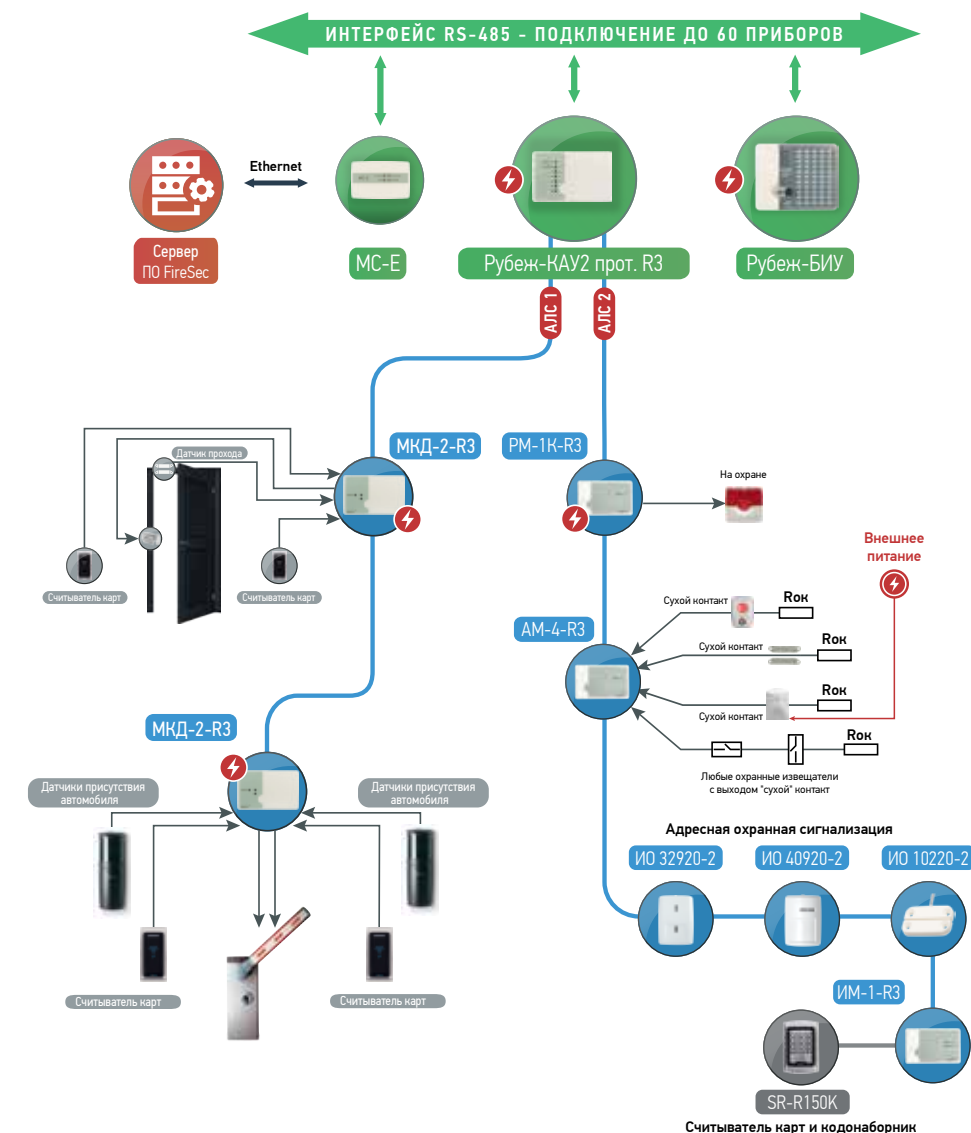 ИНТЕРФЕЙС RS-485 - ПОДКЛЮЧЕНИЕ ДО 60 ПРИБОРОВ
Ethernet
Сервер
ПО FireSec
МС-Е
Рубеж-КАУ2 прот. R3
Рубеж-БИУ
АЛС 1
АЛС 2
МКД-2-R3
РМ-1К-R3
Датчик прохода
На охране
Считыватель карт
Считыватель карт
Внешнее
питание
АМ-4-R3
Сухой контакт
Rок
Сухой контакт
Rок
Сухой контакт
Rок
Rок
Любые охранные извещатели
с выходом "сухой" контакт
МКД-2-R3
Датчики присутствия
автомобиля
Датчики присутствия
автомобиля
Считыватель карт
Считыватель карт
Адресная охранная сигнализация
ИО 32920-2
ИО 40920-2
ИО 10220-2
ИМ-1-R3
SR-R150K
Считыватель карт и кодонаборник